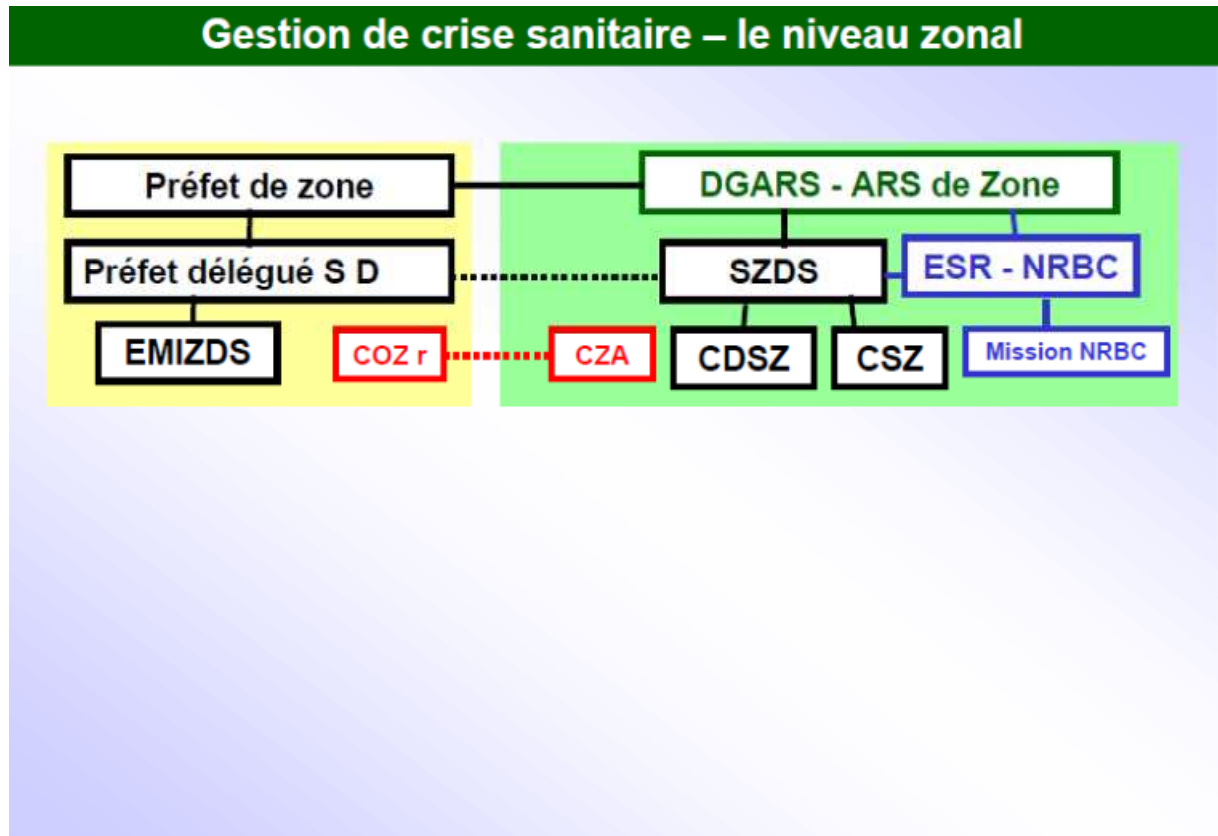 Gestion de crise sanitaire – le niveau zonal
Préfet de zone
DGARS - ARS de Zone
Préfet délégué S D
SZDS
ESR - NRBC
EMIZDS
COZ r
CZA
CDSZ
CSZ
Mission NRBC